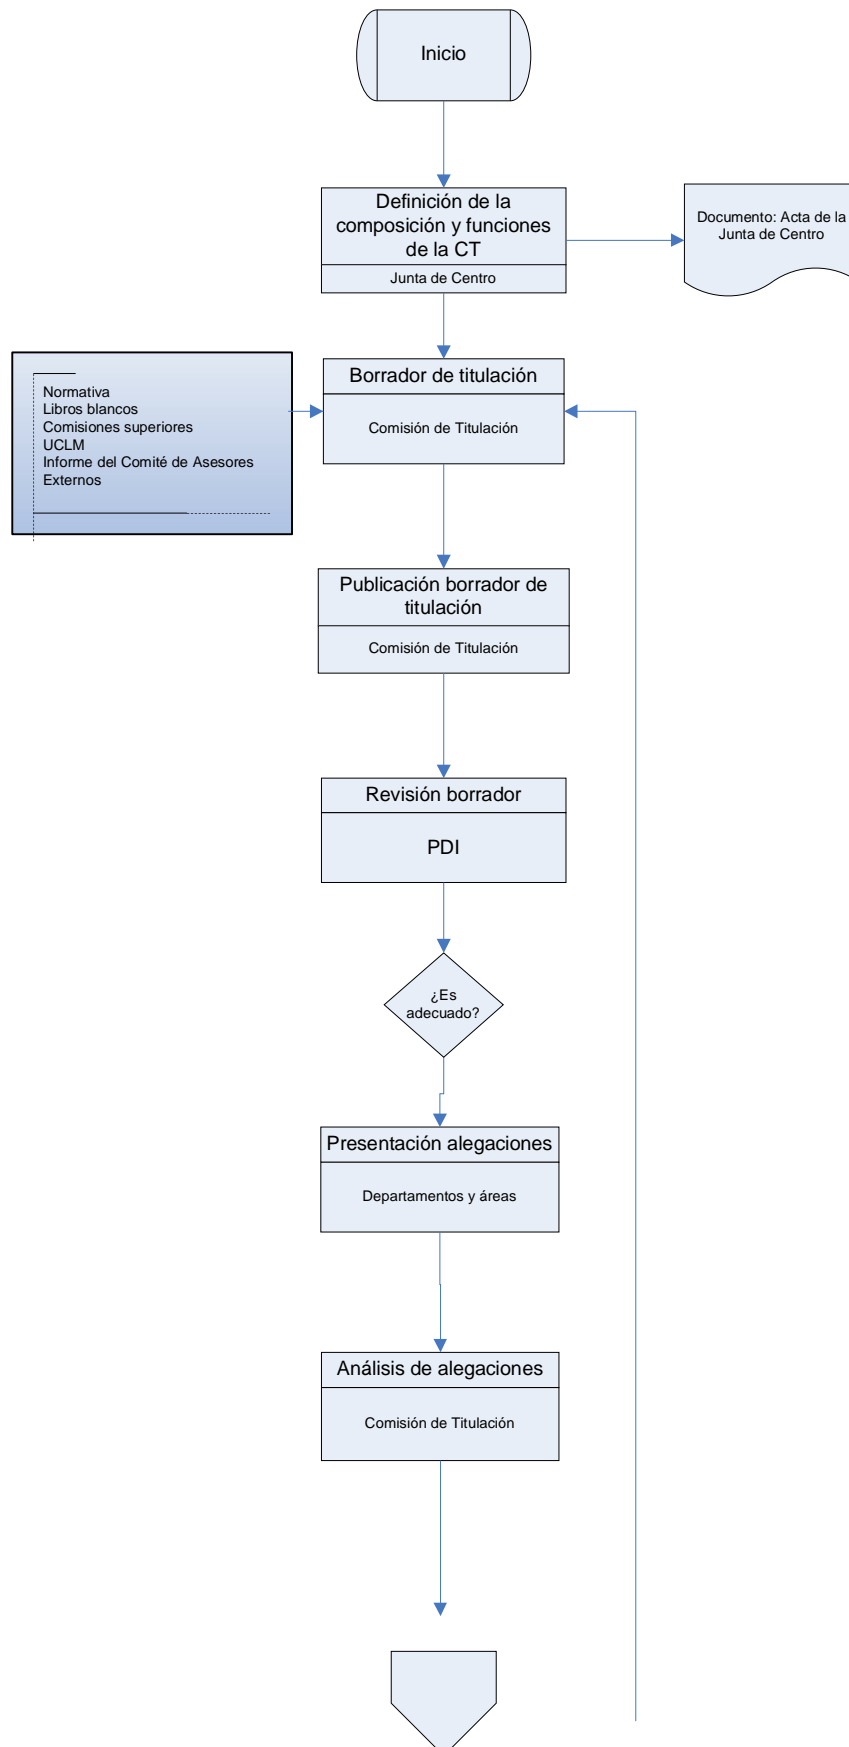 Inicio
Definición de la
composición y funciones
de la CT
Junta de Centro
Documento: Acta de la
Junta de Centro
Normativa
Libros blancos
Comisiones superiores
UCLM
Informe del Comité de Asesores
Externos
Borrador de titulación
Comisión de Titulación
Publicación borrador de
titulación
Comisión de Titulación
Revisión borrador
PDI
¿Es
adecuado?
Presentación alegaciones
Departamentos y áreas
Análisis de alegaciones
Comisión de Titulación